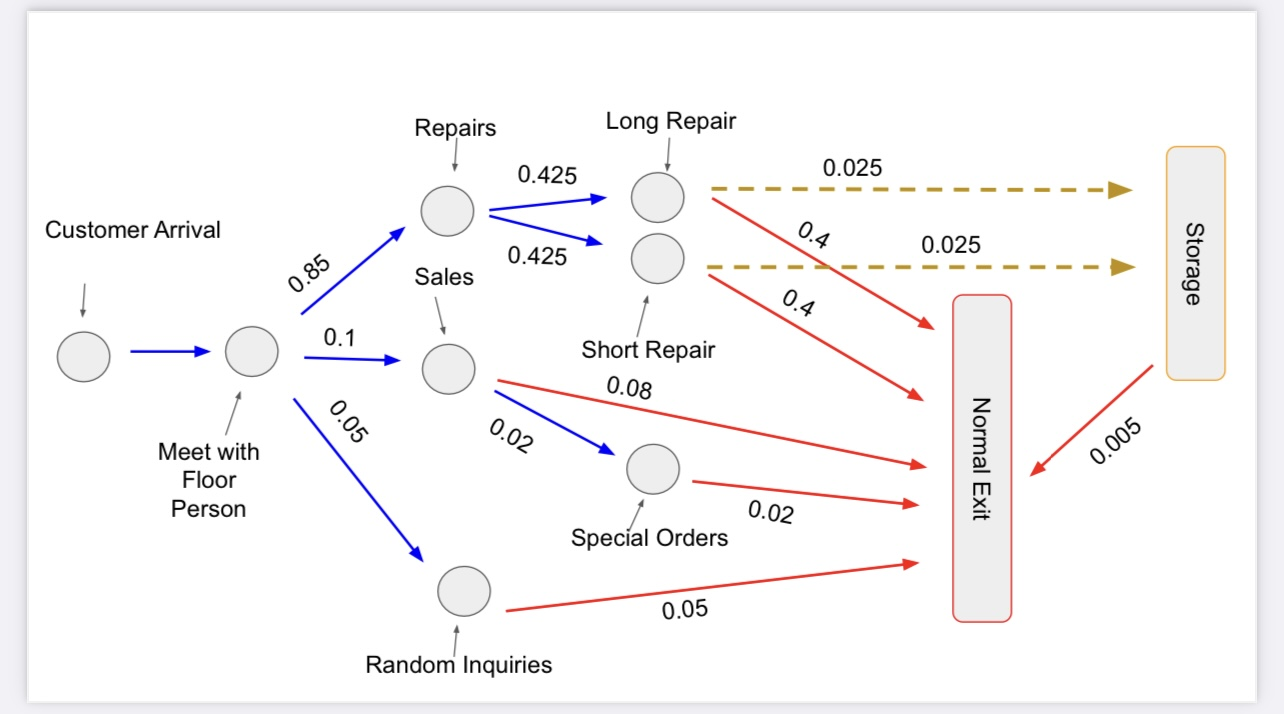 Repairs
Long Repair
0.425
0.025
Customer Arrival
0.85
0.425
0.4
0.025
Storage
Sales
0.4
0.1
Short Repair
0.08
0.05
0.02
Meet with
Floor
Person
Normal Exit
0.005
0.02
Special Orders
0.05
Random Inquiries